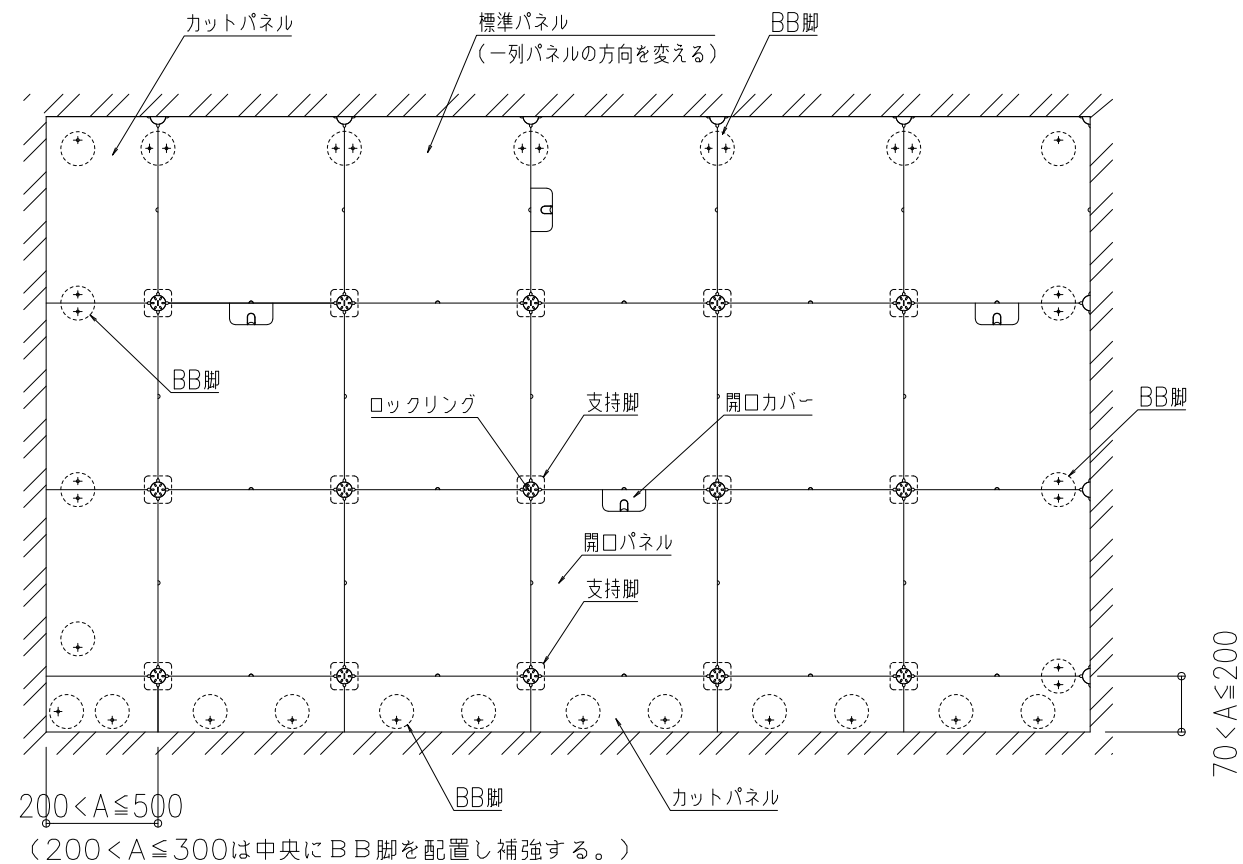 カットパネル
標準パネル
(一列パネルの方向を変える)
BB脚
BB脚
ロックリング
支持脚
開口カバー
BB脚
開口パネル
支持脚
70<A≦200
200<A≦500
BB脚
カットパネル
(200<A≦300は中央にBB脚を配置し補強する。)